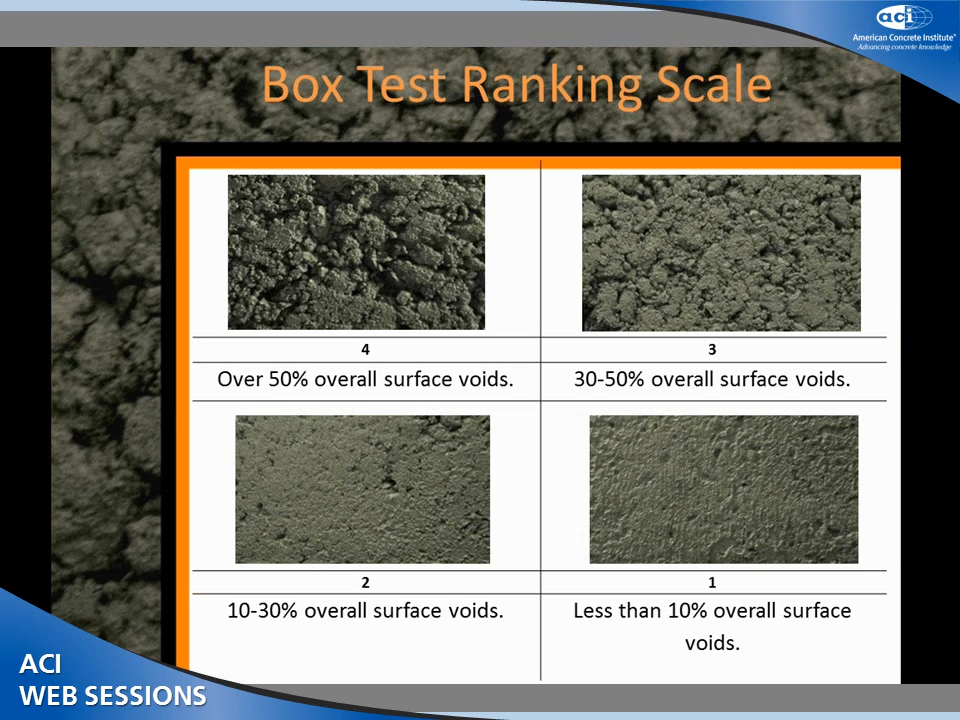 aci
American Concrete Institute®
Advancing concrete knowledge
Box Test Ranking Scale
4
3
Over 50% overall surface voids.
30-50% overall surface voids.
2
1
10-30% overall surface voids.
Less than 10% overall surface
voids.
ACI
WEB SESSIONS